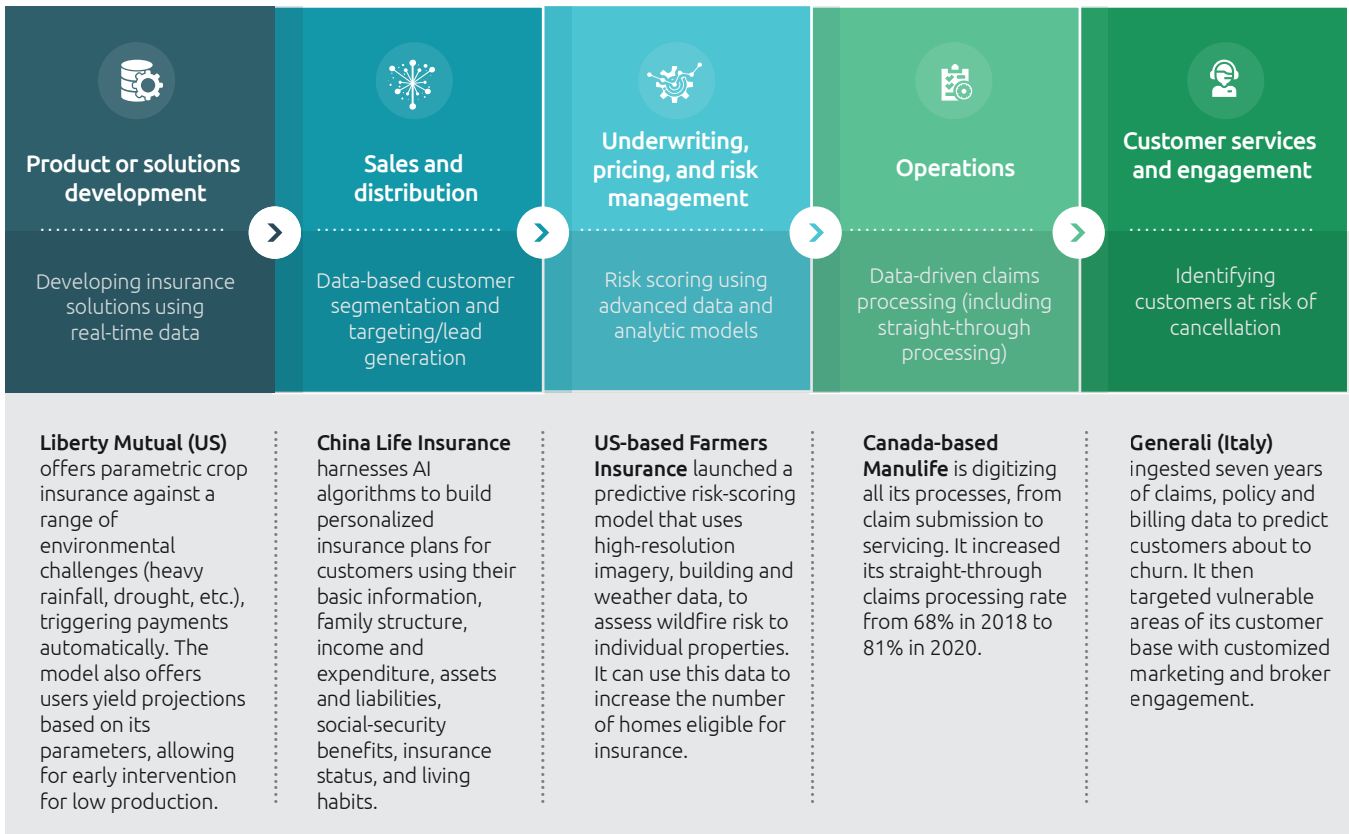 Product or solutions
development
Developing insurance
solutions using
real-time data
Sales and
distribution
Data-based customer
segmentation and
targeting/lead
generation
Underwriting,
pricing, and risk
management
Risk scoring using
advanced data and
analytic models
Operations
Data-driven claims
processing (including
straight-through
processing)
Customer services
and engagement
Identifying
customers at risk of
cancellation
Liberty Mutual (US)
offers parametric crop
insurance against a
range of
environmental
challenges (heavy
rainfall, drought, etc.),
triggering payments
automatically. The
model also offers
users yield projections
based on its
parameters, allowing
for early intervention
for low production.
China Life Insurance
harnesses AI
algorithms to build
personalized
insurance plans for
customers using their
basic information,
family structure,
income and
expenditure, assets
and liabilities,
social-security
benefits, insurance
status, and living
habits.
US-based Farmers
Insurance launched a
predictive risk-scoring
model that uses
high-resolution
imagery, building and
weather data, to
assess wildfire risk to
individual properties.
It can use this data to
increase the number
of homes eligible for
insurance.
Canada-based
Manulife is digitizing
all its processes, from
claim submission to
servicing. It increased
its straight-through
claims processing rate
from 68% in 2018 to
81% in 2020.
Generali (Italy)
ingested seven years
of claims, policy and
billing data to predict
customers about to
churn. It then
targeted vulnerable
areas of its customer
base with customized
marketing and broker
engagement.